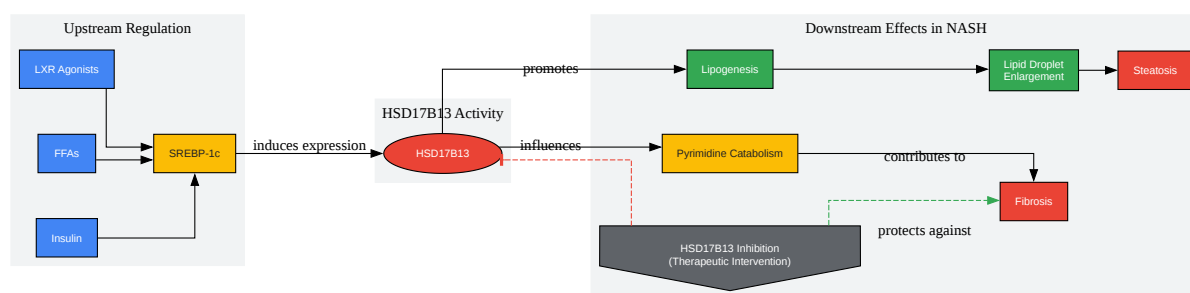 Upstream Regulation
Downstream Effects in NASH
LXR Agonists
promotes
Lipogenesis
Lipid Droplet
Enlargement
Steatosis
HSD17B13 Activity
FFAs
SREBP-1c
induces expression
HSD17B13
influences
Pyrimidine Catabolism
contributes to
Fibrosis
Insulin
protects against
HSD17B13 Inhibition
(Therapeutic Intervention)